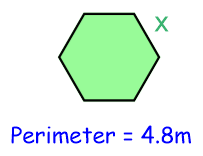 x
Perimeter = 4.8m